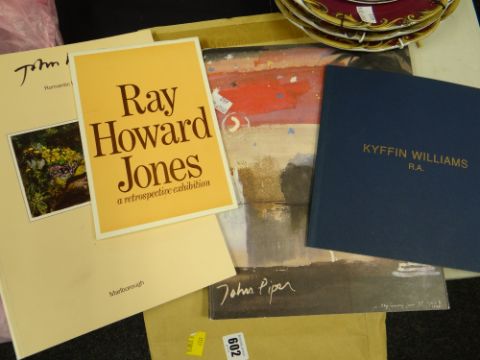 John
Ray
Howard
Jones
a retrospective exhibition
Marlborough
John Piper
KYFFIN WILLIAMS
R.A.
602